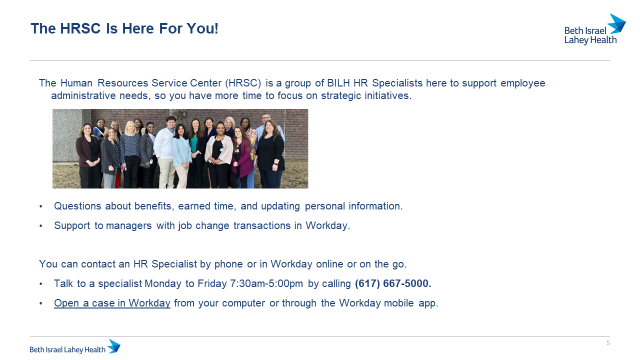 The HRSC Is Here For You!
Beth Israel
Lahey Health
The Human Resources Service Center (HRSC) is a group of BILH HR Specialists here to support employee
administrative needs, so you have more time to focus on strategic initiatives.
• Questions about benefits, earned time, and updating personal information.
• Support to managers with job change transactions in Workday.
You can contact an HR Specialist by phone or in Workday online or on the go.
• Talk to a specialist Monday to Friday 7:30am-5:00pm by calling (617) 667-5000.
• Open a case in Workday from your computer or through the Workday mobile app.
Beth Israel Lahey Health
5